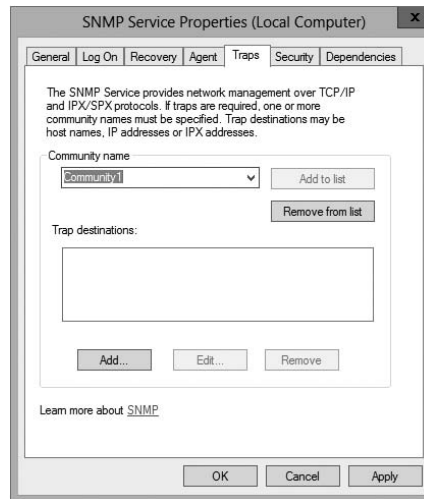 SNMP Service Properties (Local Computer)
x
General Log On Recovery Agent Traps Security Dependencies
The SNMP Service provides network management over TCP/IP
and IPX/SPX protocols. If traps are required, one or more
community names must be specified. Trap destinations may be
host names, IP addresses or IPX addresses.
Community name
Community1
Add to list
Remove from list
Trap destinations:
Add... Edit... Remove
Learn more about SNMP
OK Cancel Apply